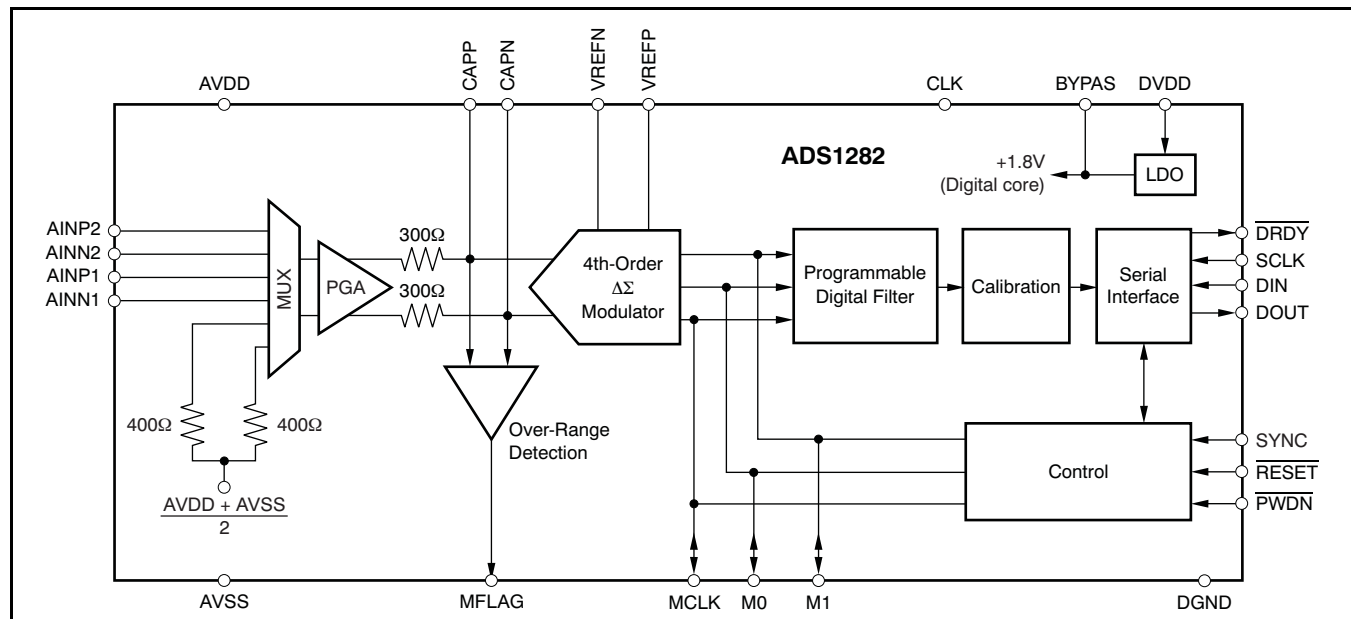 CAPP
CAPN
VREFN
VREFP
AVDD
CLK
BYPAS
DVDD
ADS1282
+1.8V
(Digital core)
LDO
AINP2
AINN2
AINP1
AINN1
MUX
PGA
300Ω
300Ω
4th-Order
ΔΣ
Modulator
Programmable
Digital Filter
Calibration
Serial
Interface
DRDY
SCLK
DIN
DOUT
400Ω
400Ω
AVDD + AVSS
2
Over-Range
Detection
Control
SYNC
RESET
PWDN
AVSS
MFLAG
MCLK
M0
M1
DGND